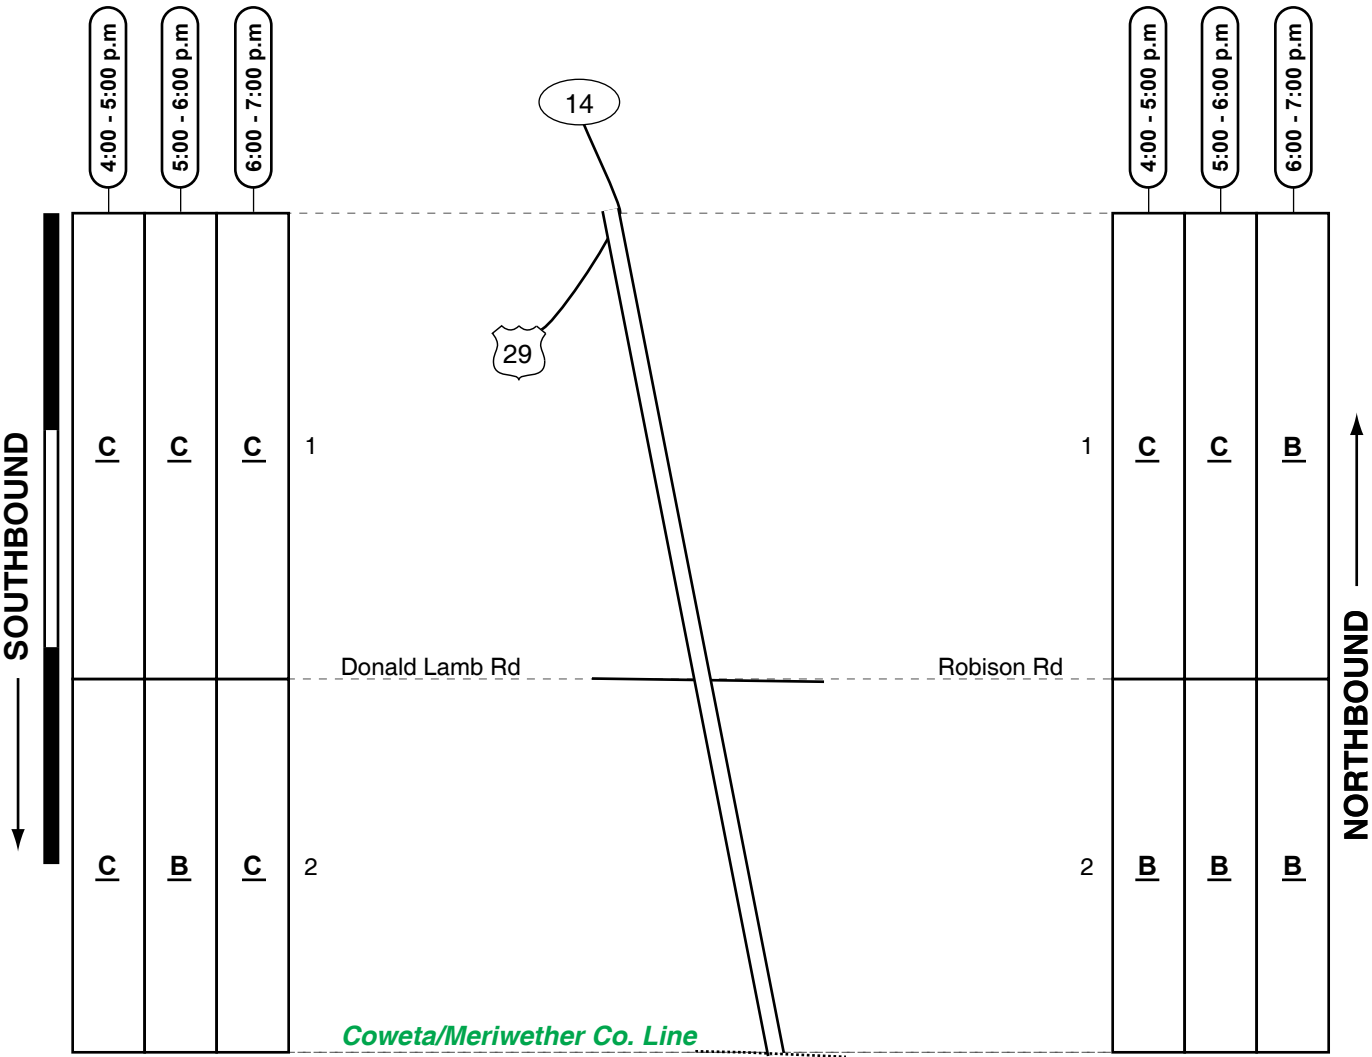 4:00 - 5:00 p.m
5:00 - 6:00 p.m
6:00 - 7:00 p.m
14
4:00 - 5:00 p.m
5:00 - 6:00 p.m
6:00 - 7:00 p.m
29
SOUTHBOUND
C C C 1
1 C C B
NORTHBOUND
Donald Lamb Rd
Robison Rd
C B C 2
2 B B B
Coweta/Meriwether Co. Line